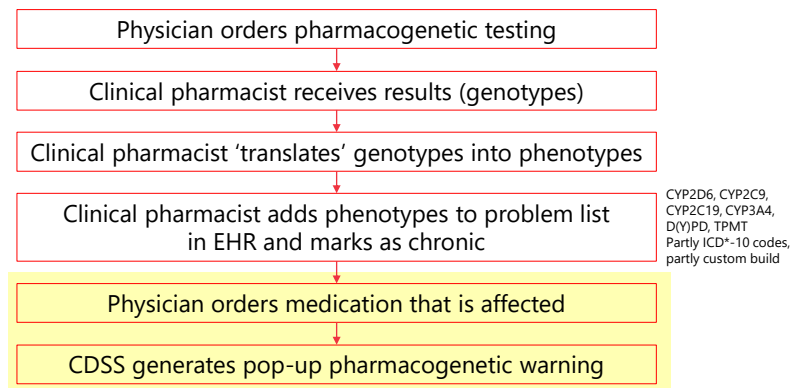 Physician orders pharmacogenetic testing
Clinical pharmacist receives results (genotypes)
Clinical pharmacist ‘translates’ genotypes into phenotypes
Clinical pharmacist adds phenotypes to problem list
in EHR and marks as chronic
CYP2D6, CYP2C9,
CYP2C19, CYP3A4,
D(Y)PD, TPMT
Partly ICD*-10 codes,
partly custom build
Physician orders medication that is affected
CDSS generates pop-up pharmacogenetic warning